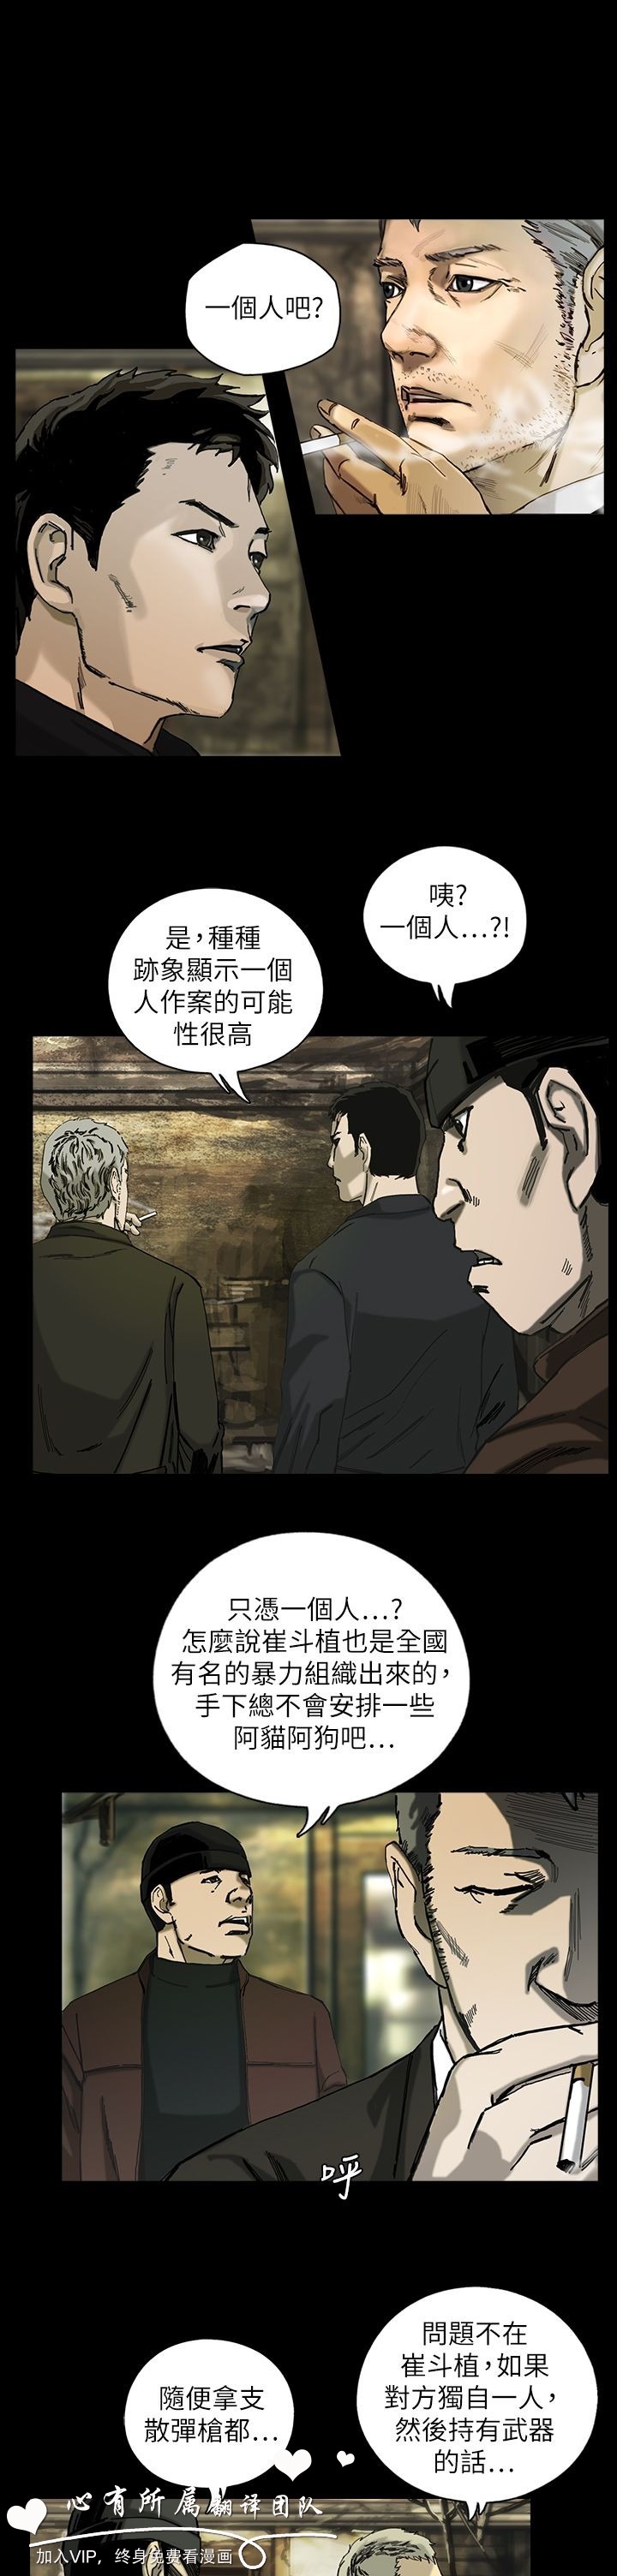 一個人吧?
咦?
一個人...?!
是，種種
跡象顯示一個
人作案的可能
性很高
只憑一個人...?
怎麼說崔斗植也是全國
有名的暴力組織出來的，
手下總不會安排一些
阿貓阿狗吧...
呼
問題不在
崔斗植，如果
對方獨自一人，
然後持有武器
的話...
隨便拿支
散彈槍都...
心有所属翻译团队
加入VIP，终身免费看漫画